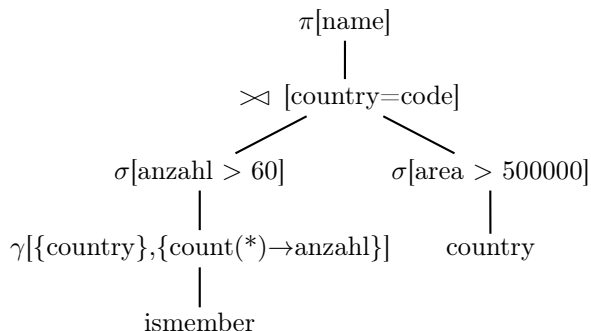 π[name]
⋊ [country=code]
σ[anzahl > 60] σ[area > 500000]
γ[{country},{count(*)→anzahl}] country
ismember